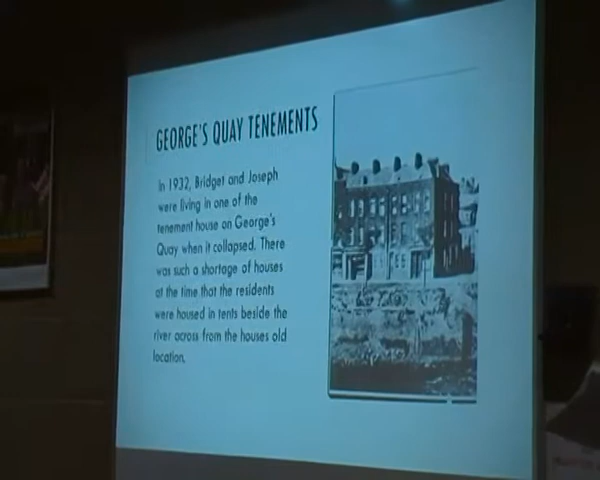 GEORGE'S QUAY TENEMENTS
In 1932, Bridget and Joseph
were living in one of the
tenement house on George's
Quay when it collapsed. There
was such a shortage of houses
at the time that the residents
were housed in tents beside the
river across from the houses old
location.